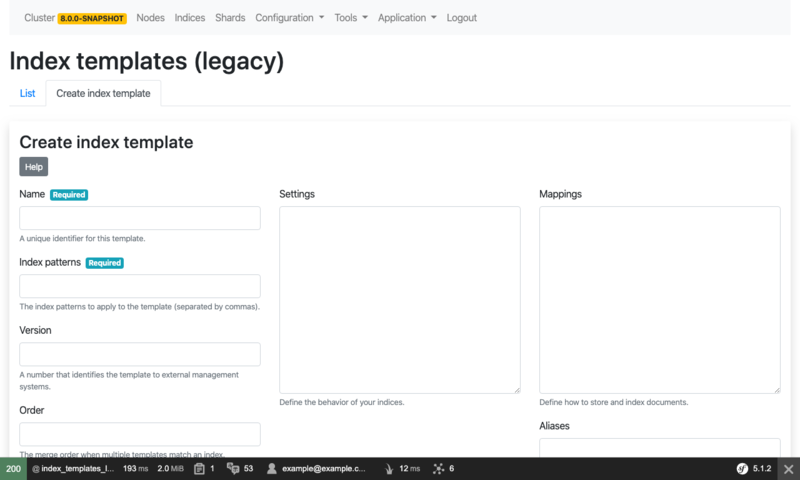 Cluster 8.0.0-SNAPSHOT Nodes Indices Shards Configuration Tools Application Logout
Index templates (legacy)
List Create index template
Create index template
Help
Name Required
A unique identifier for this template.
Index patterns Required
The index patterns to apply to the template (separated by commas).
Version
A number that identifies the template to external management
systems.
Order
The merge order when multiple templates match an index.
Settings
Define the behavior of your indices.
Mappings
Define how to store and index documents.
Aliases
200 @ index_templates_l... 193 ms 2.0 MiB 1 53 example@example.c... 12 ms 6 sf 5.1.2